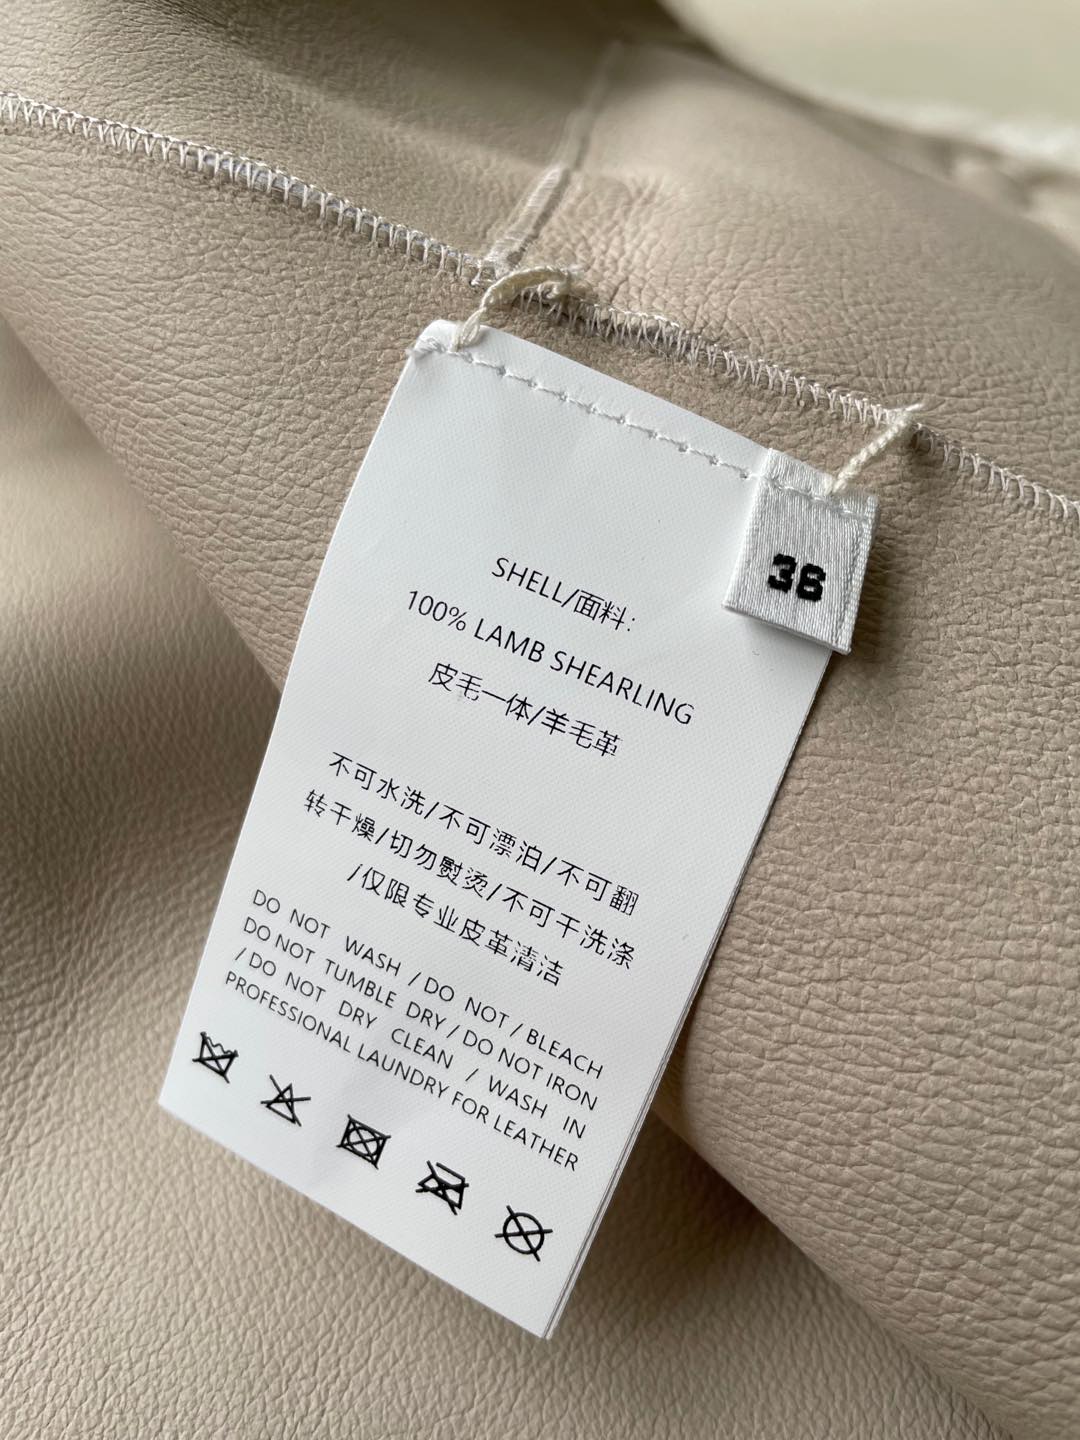 36
SHELL/面料:
100% LAMB SHEARLING
皮毛一体/羊毛革
不可水洗/不可漂泊/不可翻
转干燥/切勿熨烫/不可干洗涤
/仅限专业皮革清洁
DO NOT WASH /DO NOT / BLEACH
DO NOT TUMBLE DRY / DO NOT IRON
/ DO NOT DRY CLEAN / WASH IN
PROFESSIONAL LAUNDRY FOR LEATHER